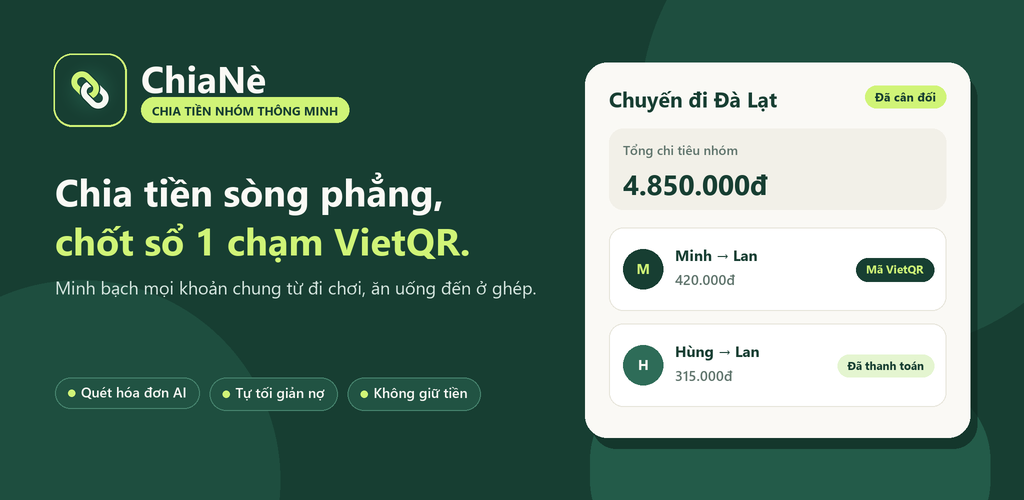 ChiaNè
CHIA TIỀN NHÓM THÔNG MINH
Chia tiền sòng phẳng,
chốt sổ 1 chạm VietQR.
Minh bạch mọi khoản chung từ đi chơi, ăn uống đến ở ghép.
Quét hóa đơn AI
Tự tối giản nợ
Không giữ tiền
Chuyến đi Đà Lạt
Đã cân đối
Tổng chi tiêu nhóm
4.850.000đ
M
Minh → Lan
420.000đ
Mã VietQR
H
Hùng → Lan
315.000đ
Đã thanh toán